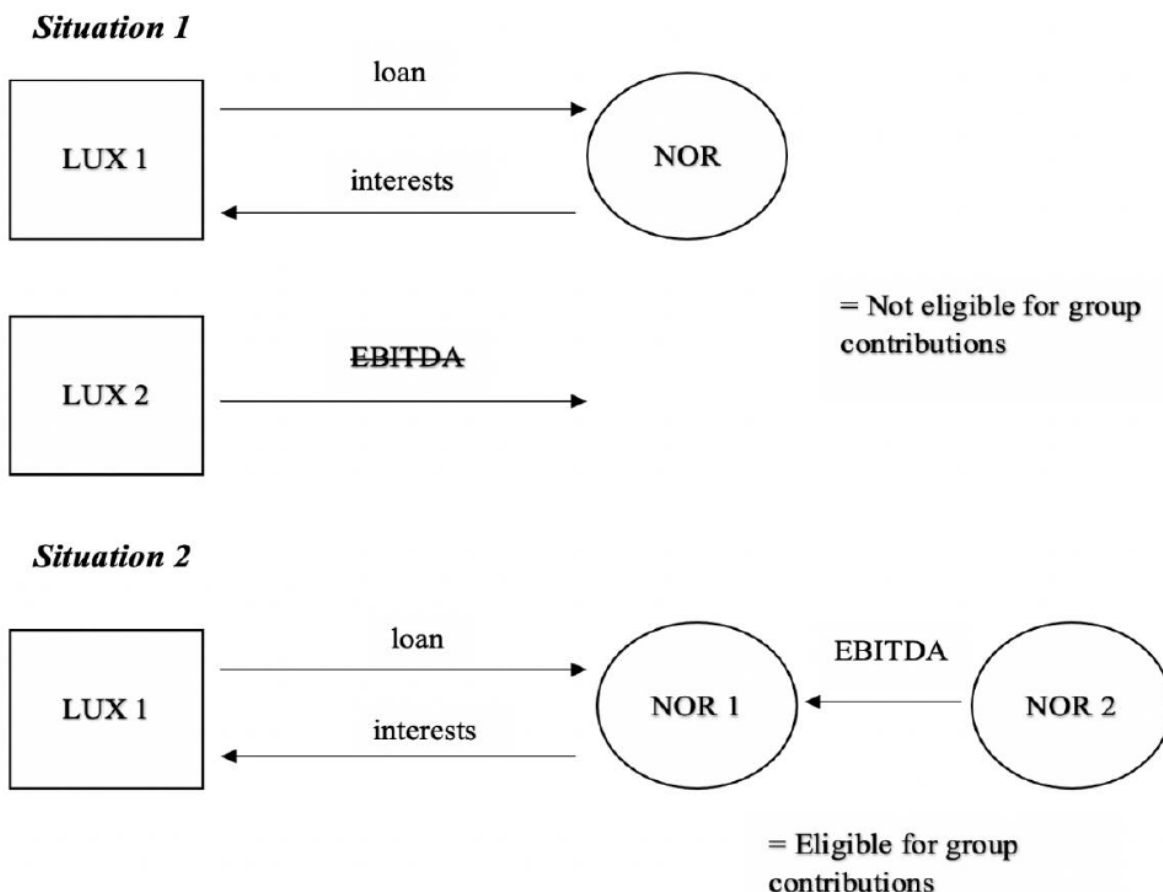 Situation 1
loan
LUX 1
NOR
interests
= Not eligible for group
contributions
EBITDA
LUX 2
Situation 2
loan
EBITDA
LUX 1
NOR 1
NOR 2
interests
= Eligible for group
contributions